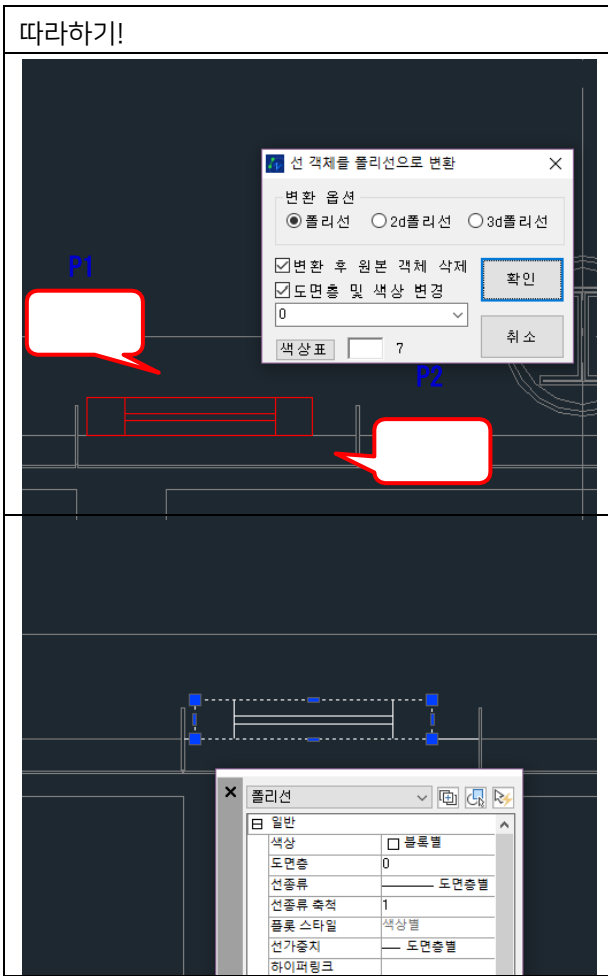 따라하기!
선 객체를 폴리선으로 변환
변환 옵션
폴리선 2d폴리선 3d폴리선
P1
변환 후 원본 객체 삭제
도면층 및 색상 변경
확인
0
색상표 7
취소
P2
폴리선
일반
색상 블록별
도면층 0
선종류 도면층별
선종류 축척 1
플롯 스타일 색상별
선가중치 도면층별
하이퍼링크